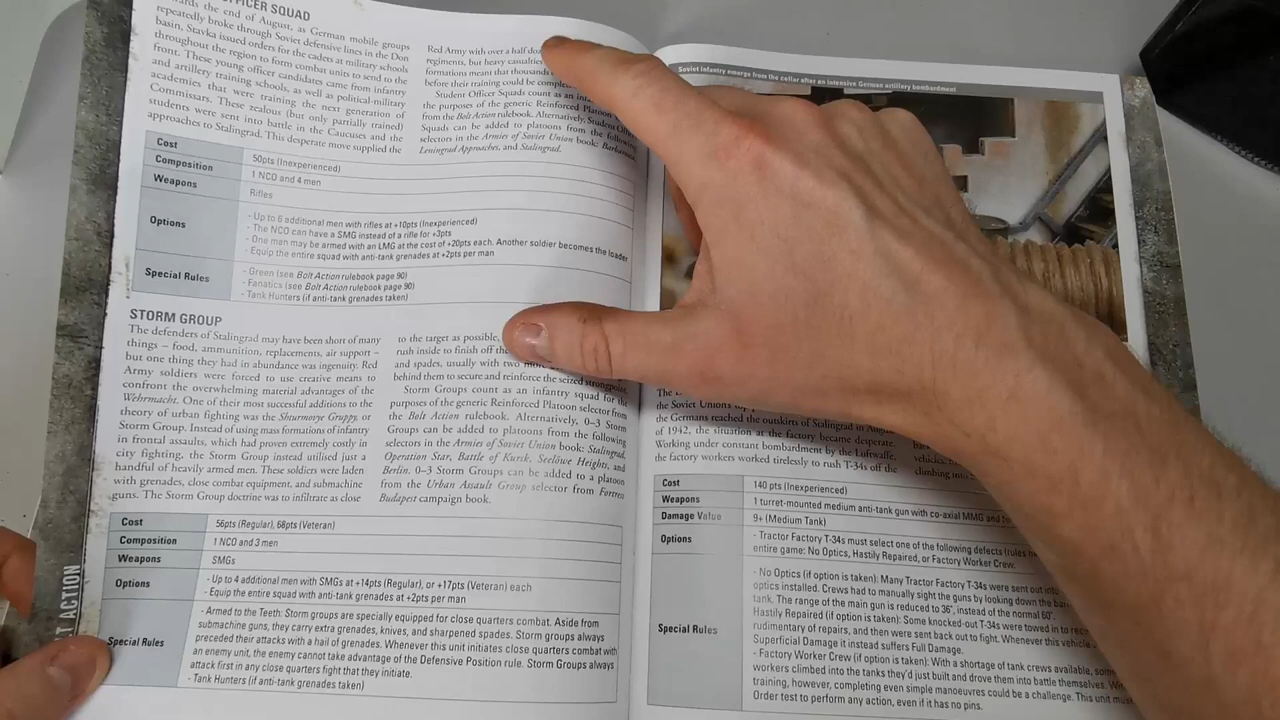 OFFICER SQUAD
the end of August, as German mobile groups
repeatedly broke through Soviet defensive lines in the Don
basin, Stavka issued orders for the cadets at military schools
throughout the region to form combat units to send to the
front. These young officer candidates came from infantry
and artillery training schools, as well as political-military
academies that were training the next generation of
Commissars. These zealous (but only partially trained)
students were sent into battle in the Caucuses and the
approaches to Stalingrad. This desperate move supplied the
Red Army with over a half
regiments, but heavy casualties
formations meant that thousands
before their training could be
Student Officer Squads count as an
the purposes of the generic Reinforced Platoon
from the Bolt Action rulebook. Alternatively, Student
Squads can be added to platoons from the following
selectors in the Armies of Soviet Union book:
Leningrad Approaches, and Stalingrad.
Cost
50pts (Inexperienced)
Composition
1 NCO and 4 men
Weapons
Rifles
Options
- Up to 6 additional men with rifles at +10pts (Inexperienced)
- The NCO can have a SMG instead of a rifle for +3pts
- One man may be armed with an LMG at the cost of +20pts each. Another soldier becomes the loader
- Equip the entire squad with anti-tank grenades at +2pts per man
Special Rules
- Green (see Bolt Action rulebook page 90)
- Fanatics (see Bolt Action rulebook page 90)
- Tank Hunters (if anti-tank grenades taken)
STORM GROUP
The defenders of Stalingrad may have been short of many
things – food, ammunition, replacements, air support –
but one thing they had in abundance was ingenuity. Red
Army soldiers were forced to use creative means to
confront the overwhelming material advantages of the
Wehrmacht. One of their most successful additions to the
theory of urban fighting was the Shturmovye Gruppy, or
Storm Group. Instead of using mass formations of infantry
in frontal assaults, which had proven extremely costly in
city fighting, the Storm Group utilised just a
handful of heavily armed men. These soldiers were laden
with grenades, close combat equipment, and submachine
guns. The Storm Group doctrine was to infiltrate as close
to the target as possible,
rush inside to finish off the
and spades, usually with two more
behind them to secure and reinforce the seized strongpoint.
Storm Groups count as an infantry squad for the
purposes of the generic Reinforced Platoon selector from
the Bolt Action rulebook. Alternatively, 0–3 Storm
Groups can be added to platoons from the following
selectors in the Armies of Soviet Union book: Stalingrad,
Operation Star, Battle of Kursk, Seelöwe Heights, and
Berlin. 0–3 Storm Groups can be added to a platoon
from the Urban Assault Group selector from Fortress
Budapest campaign book.
Cost
56pts (Regular), 68pts (Veteran)
Composition
1 NCO and 3 men
Weapons
SMGs
Options
- Up to 4 additional men with SMGs at +14pts (Regular), or +17pts (Veteran) each
- Equip the entire squad with anti-tank grenades at +2pts per man
Special Rules
- Armed to the Teeth: Storm groups are specially equipped for close quarters combat. Aside from
submachine guns, they carry extra grenades, knives, and sharpened spades. Storm groups always
preceded their attacks with a hail of grenades. Whenever this unit initiates close quarters combat with
an enemy unit, the enemy cannot take advantage of the Defensive Position rule. Storm Groups always
attack first in any close quarters fight that they initiate.
- Tank Hunters (if anti-tank grenades taken)
ACTION
Soviet infantry emerge from the cellar after an intensive German artillery bombardment
The
the Soviet Unions
the Germans reached the outskirts of Stalingrad in August
of 1942, the situation at the factory became desperate.
Working under constant bombardment by the Luftwaffe,
the factory workers worked tirelessly to rush T-34s off the
vehicles,
climbing into
Cost
140 pts (Inexperienced)
Weapons
1 turret-mounted medium anti-tank gun with co-axial MMG and
Damage Value
9+ (Medium Tank)
Options
- Tractor Factory T-34s must select one of the following defects (rules
entire game: No Optics, Hastily Repaired, or Factory Worker Crew.
Special Rules
- No Optics (if option is taken): Many Tractor Factory T-34s were sent out
optics installed. Crews had to manually sight the guns by looking down the
tank. The range of the main gun is reduced to 36", instead of the normal 60".
Hastily Repaired (if option is taken): Some knocked-out T-34s were towed in to
rudimentary of repairs, and then were sent back out to fight. Whenever this vehicle
Superficial Damage it instead suffers Full Damage.
- Factory Worker Crew (if option is taken): With a shortage of tank crews available,
workers climbed into the tanks they'd just built and drove them into battle themselves.
training, however, completing even simple manoeuvres could be a challenge. This unit must
Order test to perform any action, even if it has no pins.